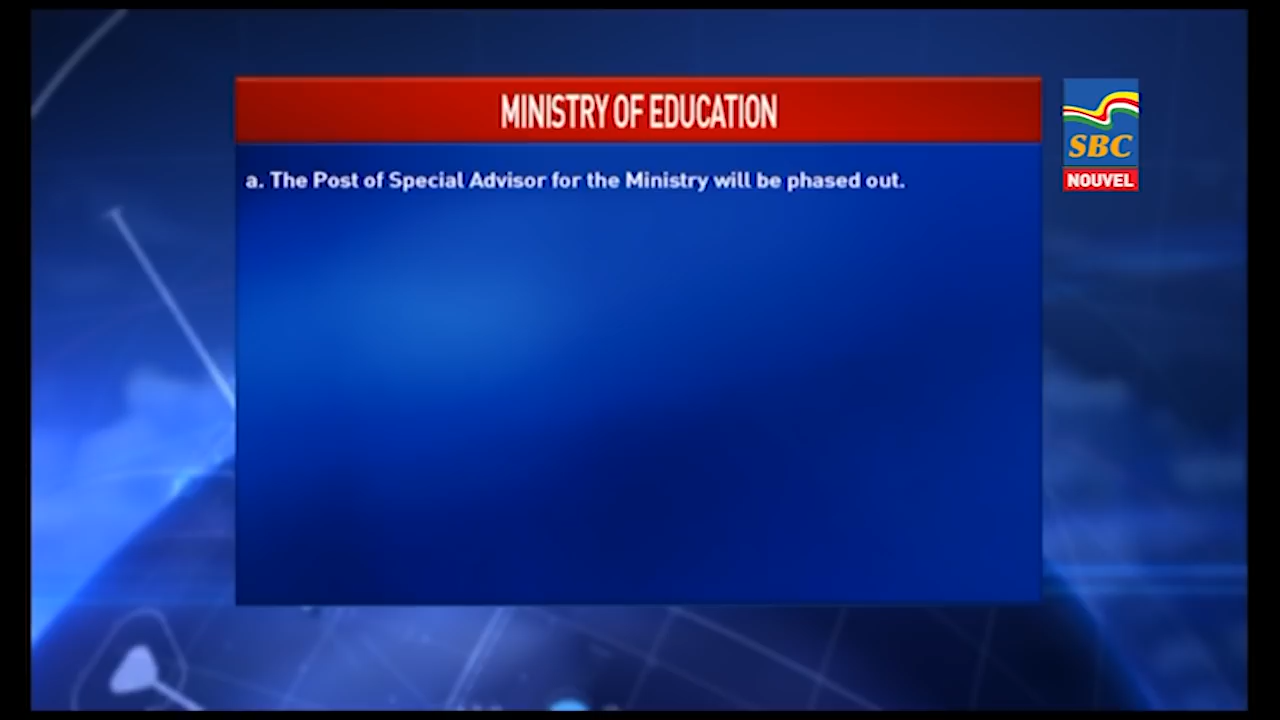 MINISTRY OF EDUCATION
a. The Post of Special Advisor for the Ministry will be phased out.
SBC
NOUVEL